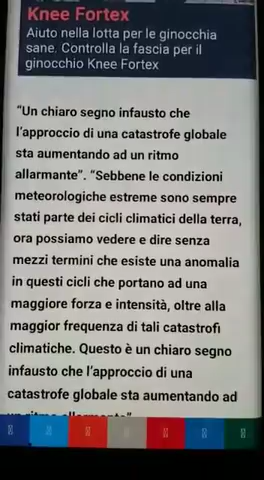 Knee Fortex
Aiuto nella lotta per le ginocchia
sane. Controlla la fascia per il
ginocchio Knee Fortex
“Un chiaro segno infausto che
l’approccio di una catastrofe globale
sta aumentando ad un ritmo
allarmante”. “Sebbene le condizioni
meteorologiche estreme sono sempre
stati parte dei cicli climatici della terra,
ora possiamo vedere e dire senza
mezzi termini che esiste una anomalia
in questi cicli che portano ad una
maggiore forza e intensità, oltre alla
maggior frequenza di tali catastrofi
climatiche. Questo è un chiaro segno
infausto che l’approccio di una
catastrofe globale sta aumentando ad
un ritmo allarmante”